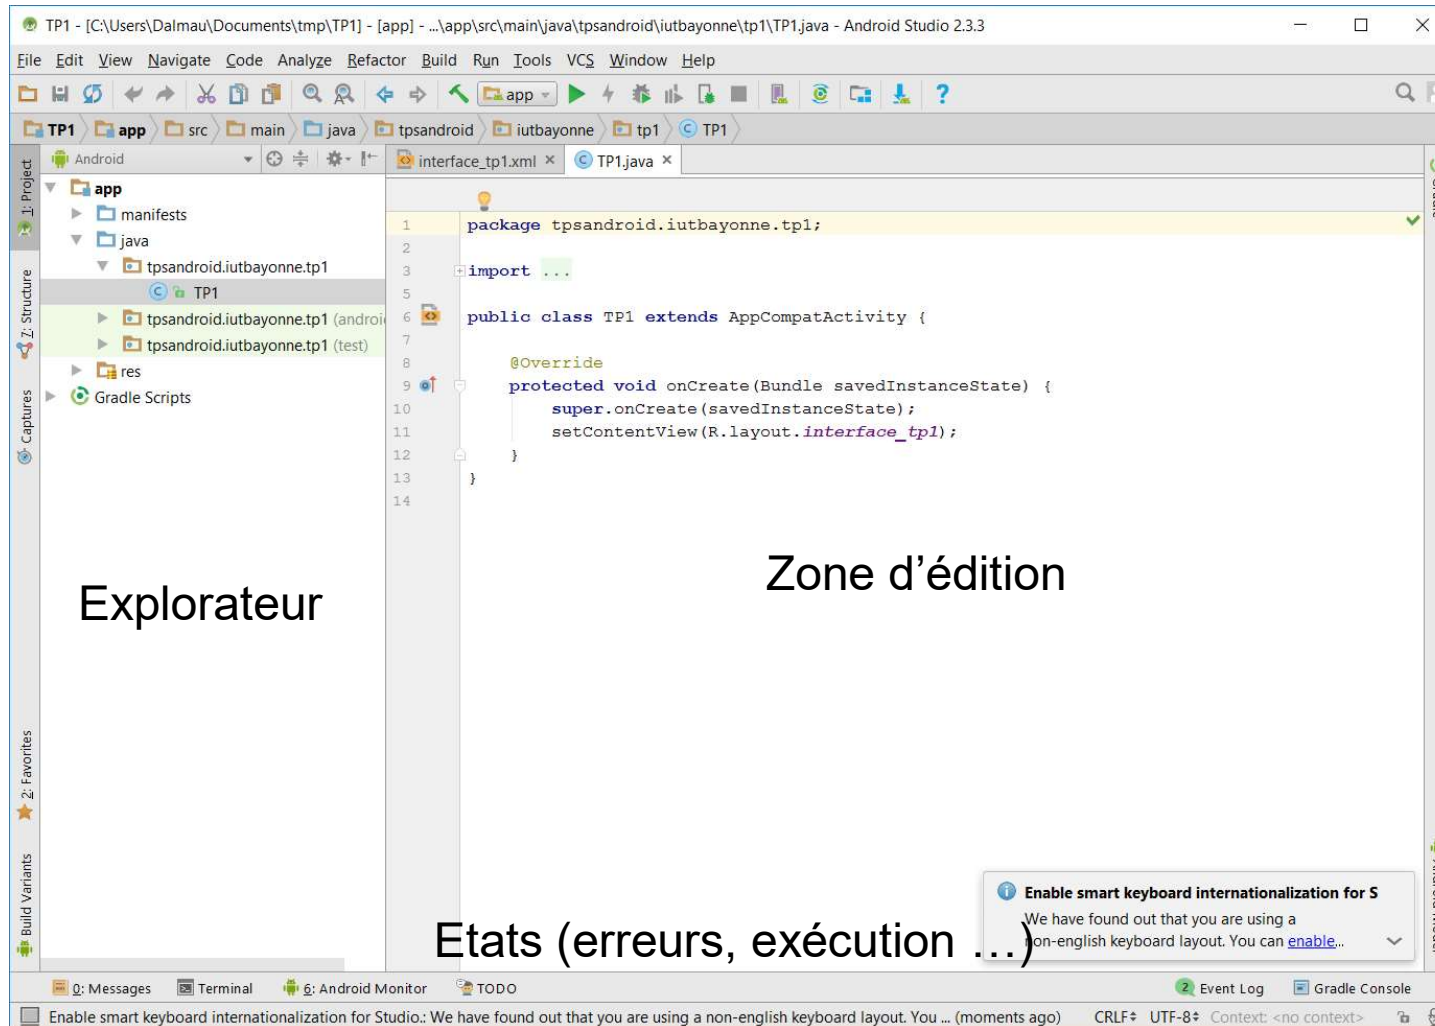 TP1 - [C:\Users\Dalmau\Documents\tmp\TP1] - [app] - ...\app\src\main\java\tpsandroid\iutbayonne\tp1\TP1.java - Android Studio 2.3.3
File Edit View Navigate Code Analyze Refactor Build Run Tools VCS Window Help
app
TP1 app src main java tpsandroid iutbayonne tp1 TP1
Android
interface_tp1.xml TP1.java
1: Project
7: Structure
Captures
2: Favorites
Build Variants
app
manifests
java
tpsandroid.iutbayonne.tp1
TP1
tpsandroid.iutbayonne.tp1 (androi
tpsandroid.iutbayonne.tp1 (test)
res
Gradle Scripts
1 package tpsandroid.iutbayonne.tp1;
2
3 import ...
5
6 public class TP1 extends AppCompatActivity {
7
8 @Override
9 protected void onCreate(Bundle savedInstanceState) {
10 super.onCreate(savedInstanceState);
11 setContentView(R.layout.interface_tp1);
12 }
13 }
14
Zone d'édition
Explorateur
Etats (erreurs, exécution …)
Enable smart keyboard internationalization for S
We have found out that you are using a
non-english keyboard layout. You can enable...
0: Messages Terminal 6: Android Monitor TODO 2 Event Log Gradle Console
Enable smart keyboard internationalization for Studio.: We have found out that you are using a non-english keyboard layout. You ... (moments ago) CRLF UTF-8 Context: <no context>